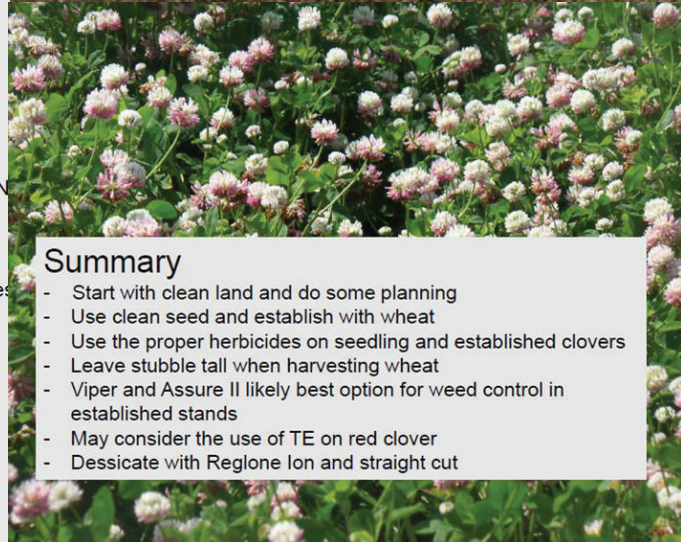 Summary
- Start with clean land and do some planning
- Use clean seed and establish with wheat
- Use the proper herbicides on seedling and established clovers
- Leave stubble tall when harvesting wheat
- Viper and Assure II likely best option for weed control in
established stands
- May consider the use of TE on red clover
- Dessicate with Reglone Ion and straight cut